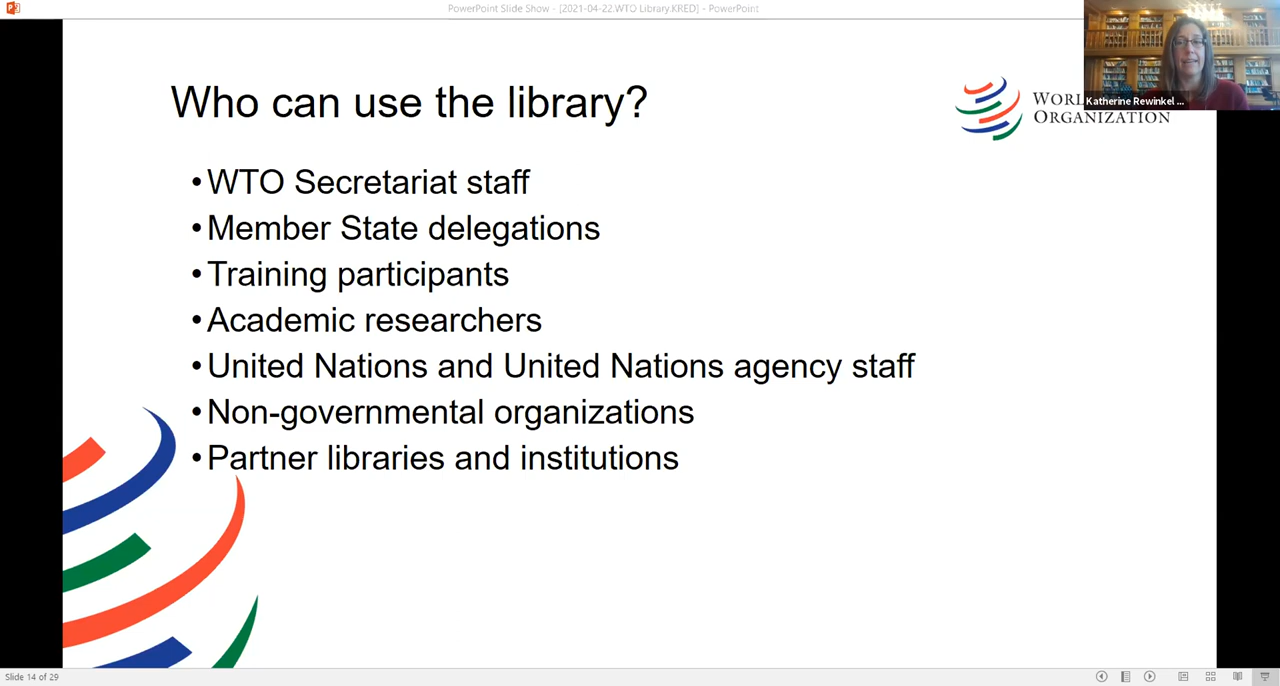 PowerPoint Slide Show - [2021-04-22.WTO Library.KRED] - PowerPoint
Katherine Rewinkel ...
Who can use the library?
ORGANIZATION
•WTO Secretariat staff
•Member State delegations
•Training participants
•Academic researchers
•United Nations and United Nations agency staff
•Non-governmental organizations
•Partner libraries and institutions
Slide 14 of 29